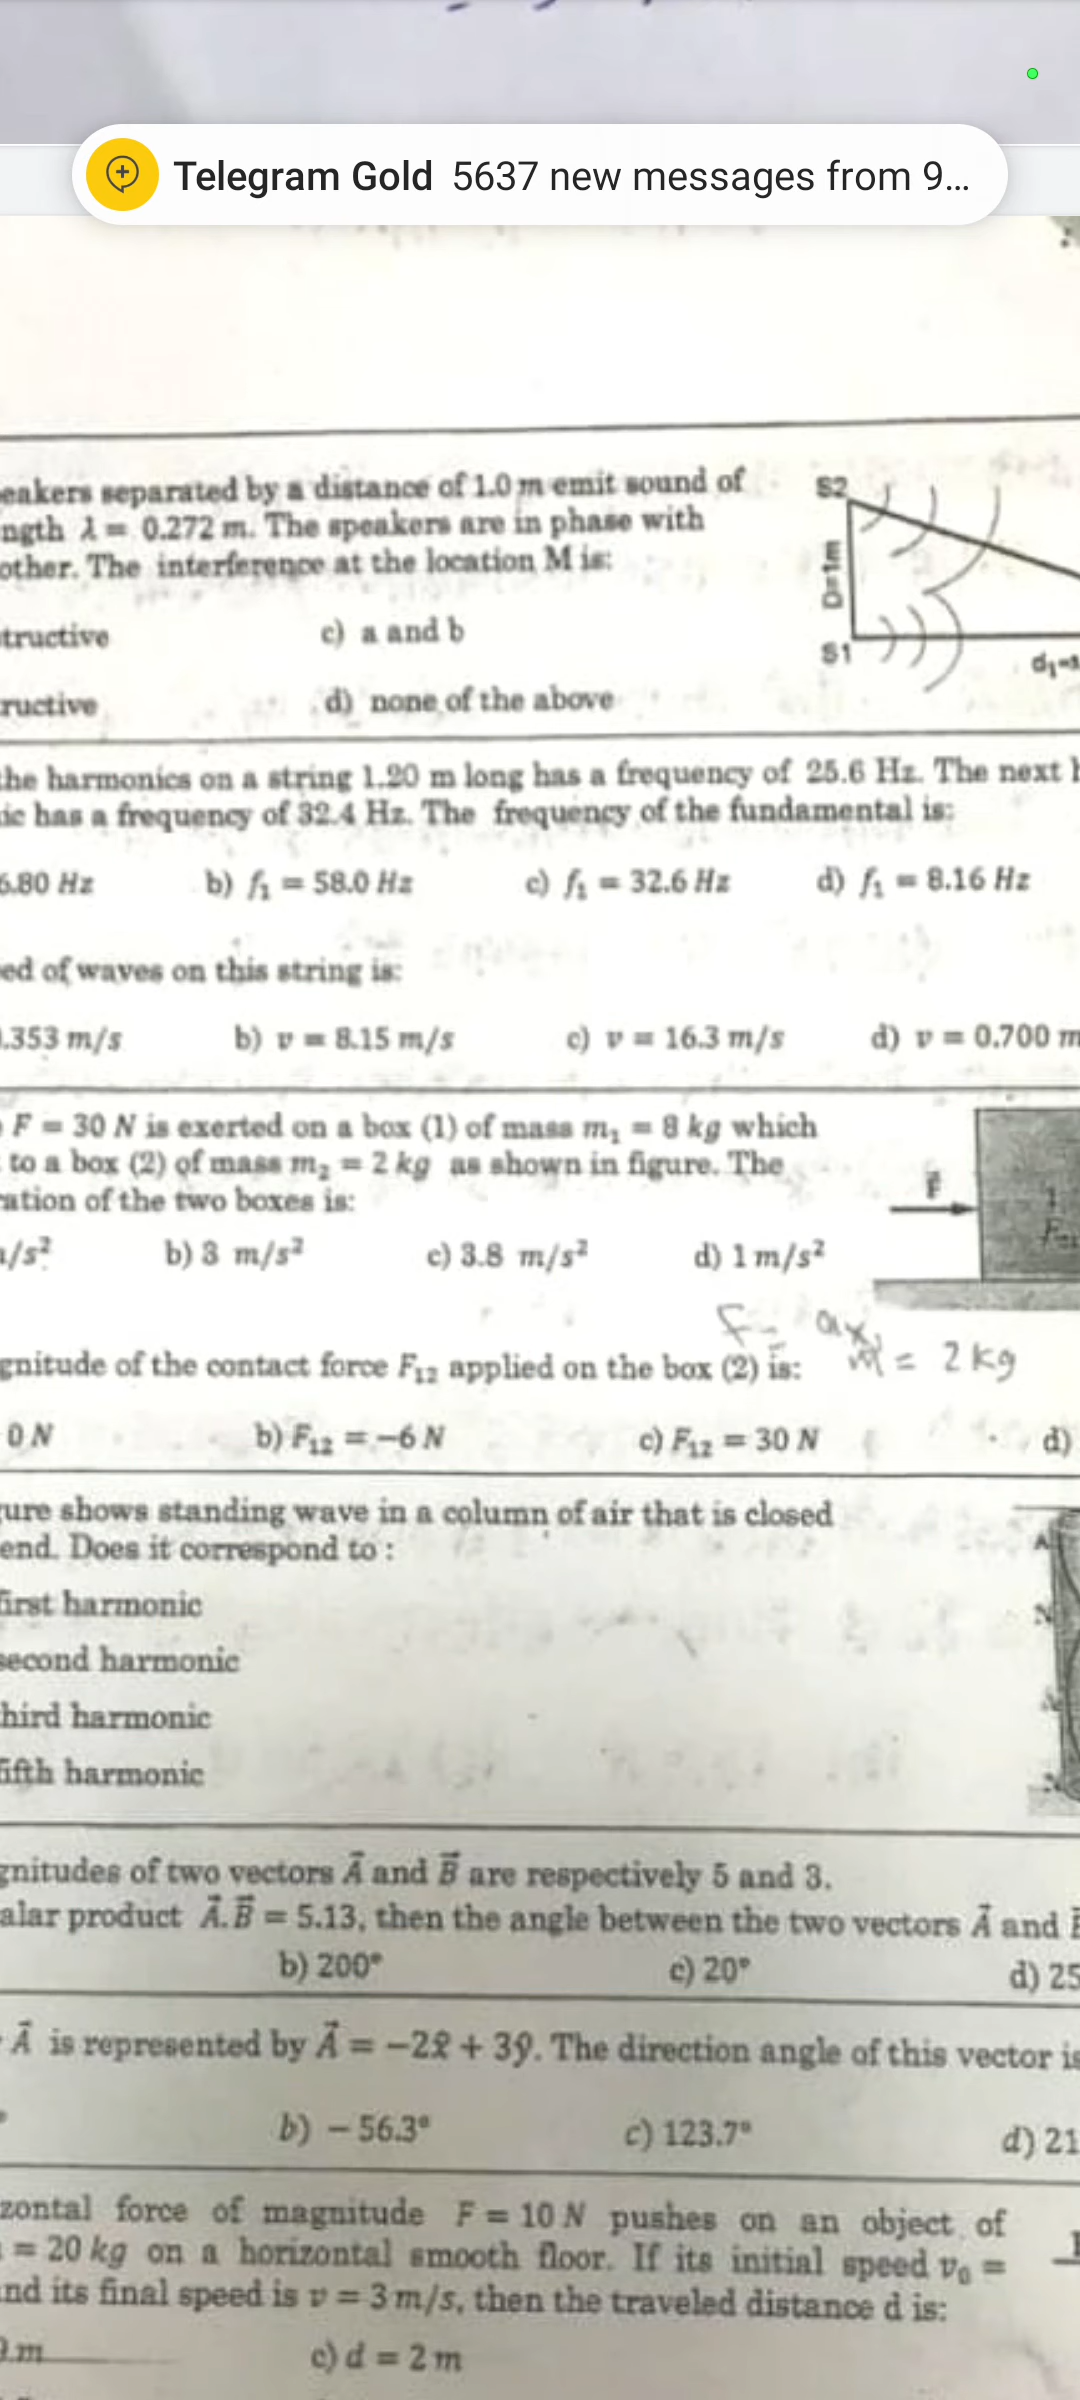 Telegram Gold 5637 new messages from 9...
eakers separated by a distance of 1.0 m emit sound of
ngth λ = 0.272 m. The speakers are in phase with
other. The interference at the location M is:
S2
D=1m
S1
d₁=
tructive c) a and b
ructive d) none of the above
the harmonics on a string 1.20 m long has a frequency of 25.6 Hz. The next h
ic has a frequency of 32.4 Hz. The frequency of the fundamental is:
6.80 Hz b) f₁ = 58.0 Hz c) f₁ = 32.6 Hz d) f₁ = 8.16 Hz
ed of waves on this string is:
.353 m/s b) v = 8.15 m/s c) v = 16.3 m/s d) v = 0.700 m
F = 30 N is exerted on a box (1) of mass m₁ = 8 kg which
to a box (2) of mass m₂ = 2 kg as shown in figure. The
ration of the two boxes is:
F
1
/s² b) 3 m/s² c) 3.8 m/s² d) 1 m/s²
gnitude of the contact force F₁₂ applied on the box (2) is:
m = 2 kg
0 N b) F₁₂ = −6 N c) F₁₂ = 30 N d)
gure shows standing wave in a column of air that is closed
end. Does it correspond to :
first harmonic
second harmonic
hird harmonic
fifth harmonic
A
N
N
gnitudes of two vectors A⃗ and B⃗ are respectively 5 and 3.
alar product A⃗.B⃗ = 5.13, then the angle between the two vectors A⃗ and B
b) 200° c) 20° d) 25
A⃗ is represented by A⃗ = −2x̂ + 3ŷ. The direction angle of this vector is
b) − 56.3° c) 123.7° d) 21
zontal force of magnitude F = 10 N pushes on an object of
= 20 kg on a horizontal smooth floor. If its initial speed v₀ =
nd its final speed is v = 3 m/s, then the traveled distance d is:
m c) d = 2 m